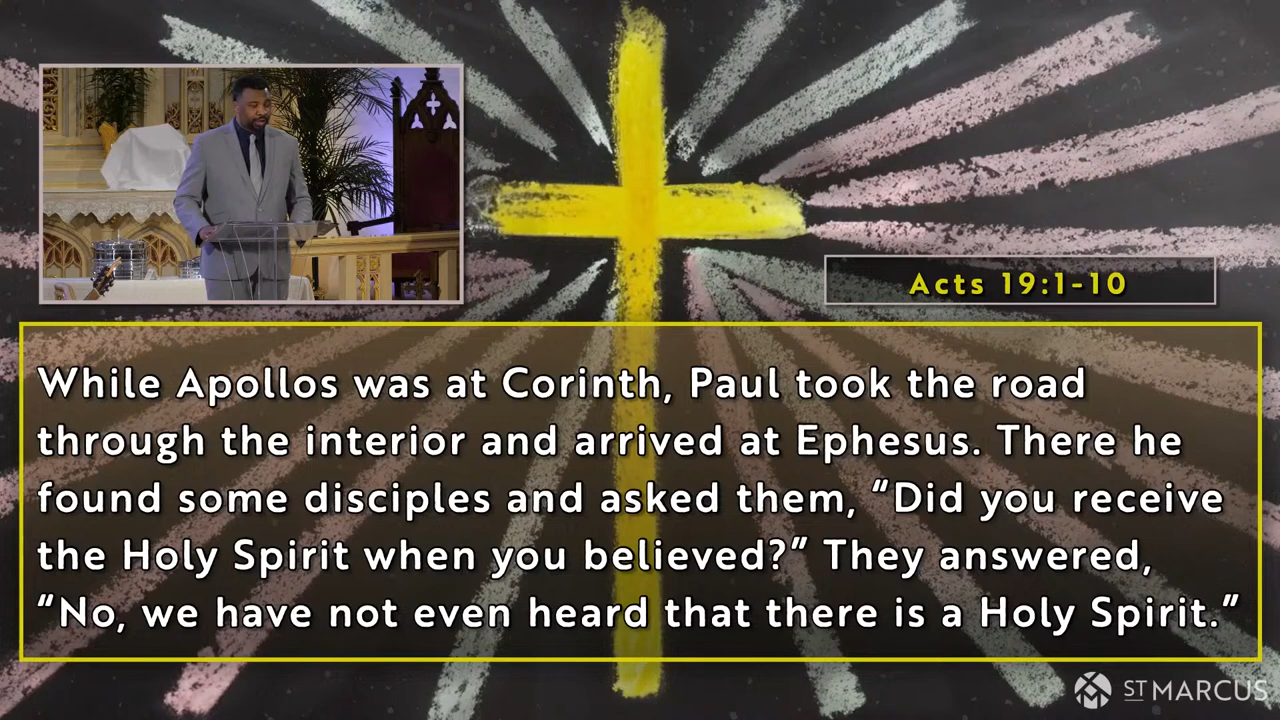 Acts 19:1-10
While Apollos was at Corinth, Paul took the road
through the interior and arrived at Ephesus. There he
found some disciples and asked them, “Did you receive
the Holy Spirit when you believed?” They answered,
“No, we have not even heard that there is a Holy Spirit.”
ST MARCUS